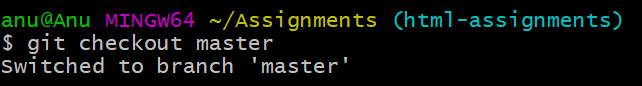 anu@Anu MINGW64 ~/Assignments (html-assignments)
$ git checkout master
Switched to branch 'master'